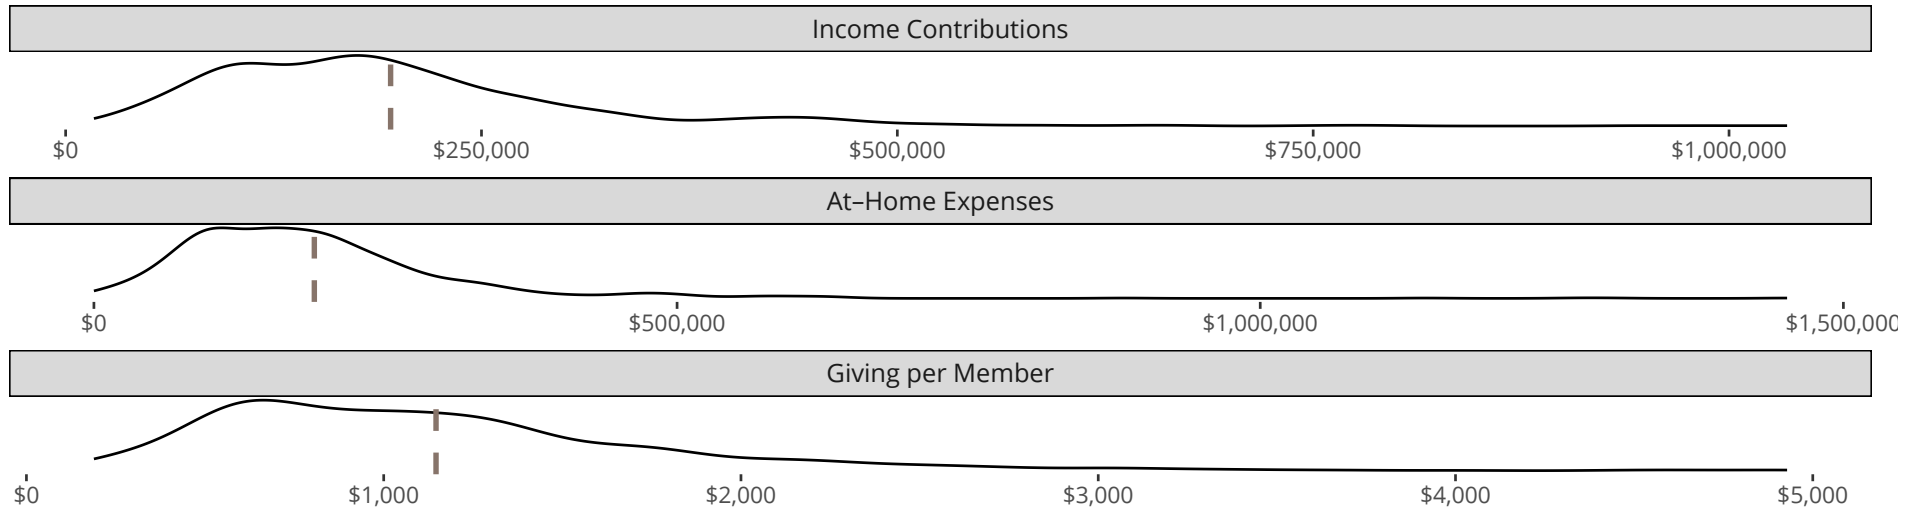 Income Contributions
$0 $250,000 $500,000 $750,000 $1,000,000
At–Home Expenses
$0 $500,000 $1,000,000 $1,500,000
Giving per Member
$0 $1,000 $2,000 $3,000 $4,000 $5,000